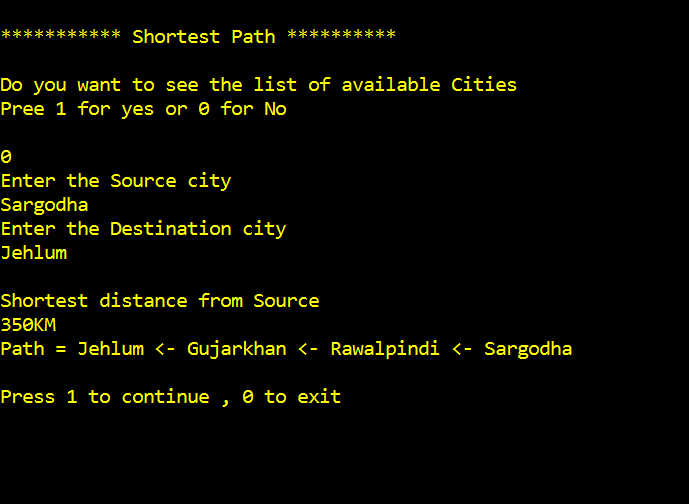 *********** Shortest Path **********
Do you want to see the list of available Cities
Pree 1 for yes or 0 for No
0
Enter the Source city
Sargodha
Enter the Destination city
Jehlum
Shortest distance from Source
350KM
Path = Jehlum <- Gujarkhan <- Rawalpindi <- Sargodha
Press 1 to continue , 0 to exit